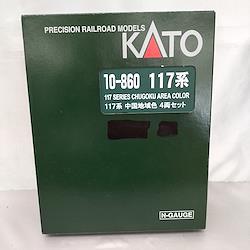 PRECISION RAILROAD MODELS
KATO
10-860 117系
117 SERIES CHUGOKU AREA COLOR
117系 中国地域色 4両セット
N-GAUGE